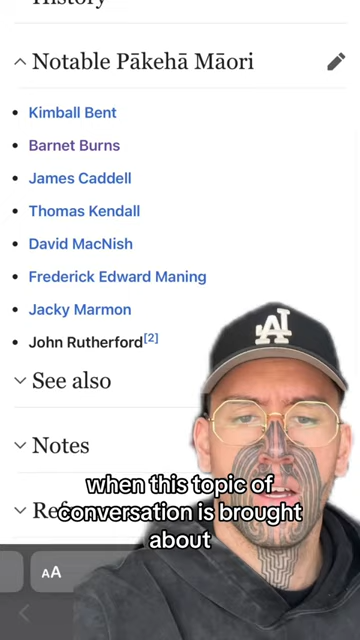 History
Notable Pākehā Māori
Kimball Bent
Barnet Burns
James Caddell
Thomas Kendall
David MacNish
Frederick Edward Maning
Jacky Marmon
John Rutherford[2]
See also
Notes
when this topic of
conversation is brought
about
AA